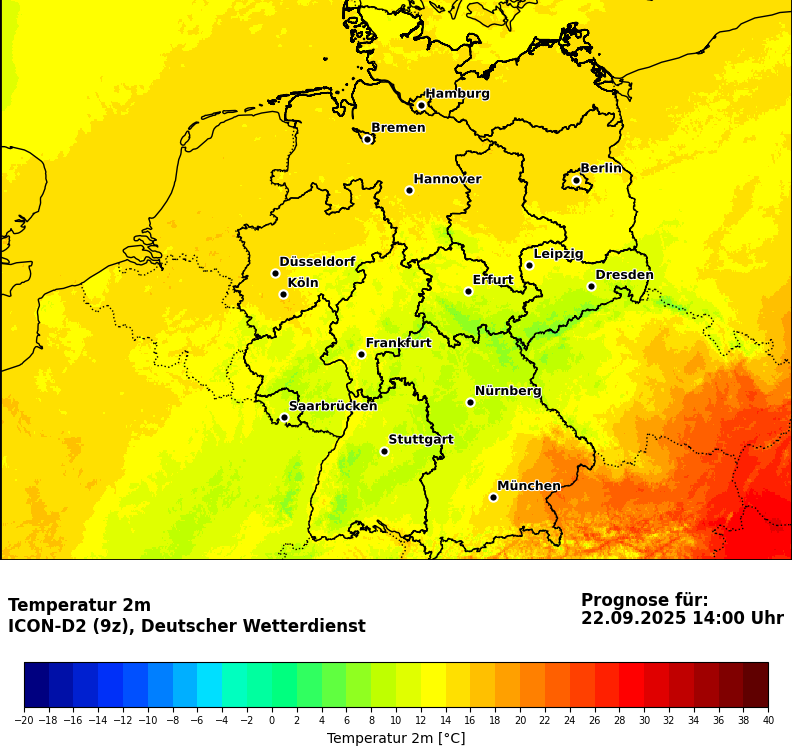 Hamburg
Bremen
Berlin
Hannover
Leipzig
Düsseldorf
Dresden
Köln
Erfurt
Frankfurt
Nürnberg
Saarbrücken
Stuttgart
München
Temperatur 2m
ICON-D2 (9z), Deutscher Wetterdienst
Prognose für:
22.09.2025 14:00 Uhr
−20 −18 −16 −14 −12 −10 −8 −6 −4 −2 0 2 4 6 8 10 12 14 16 18 20 22 24 26 28 30 32 34 36 38 40
Temperatur 2m [°C]